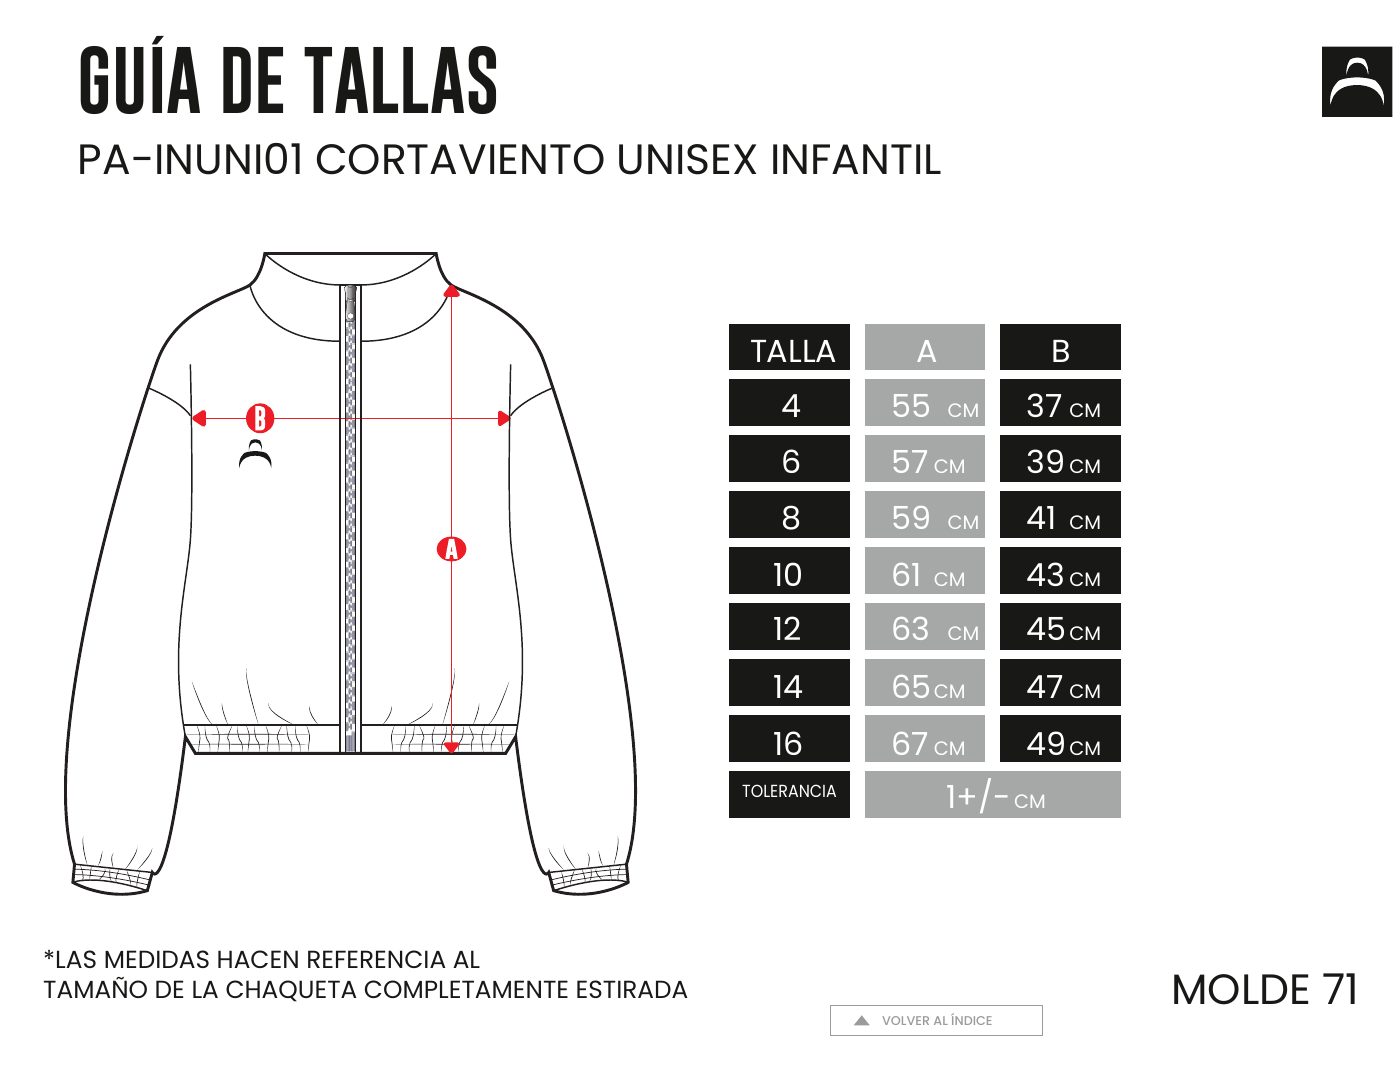 GUÍA DE TALLAS
PA-INUNI01 CORTAVIENTO UNISEX INFANTIL
B
A
TALLA A B
4 55 CM 37 CM
6 57 CM 39 CM
8 59 CM 41 CM
10 61 CM 43 CM
12 63 CM 45 CM
14 65 CM 47 CM
16 67 CM 49 CM
TOLERANCIA 1+/- CM
*LAS MEDIDAS HACEN REFERENCIA AL
TAMAÑO DE LA CHAQUETA COMPLETAMENTE ESTIRADA
MOLDE 71
VOLVER AL ÍNDICE